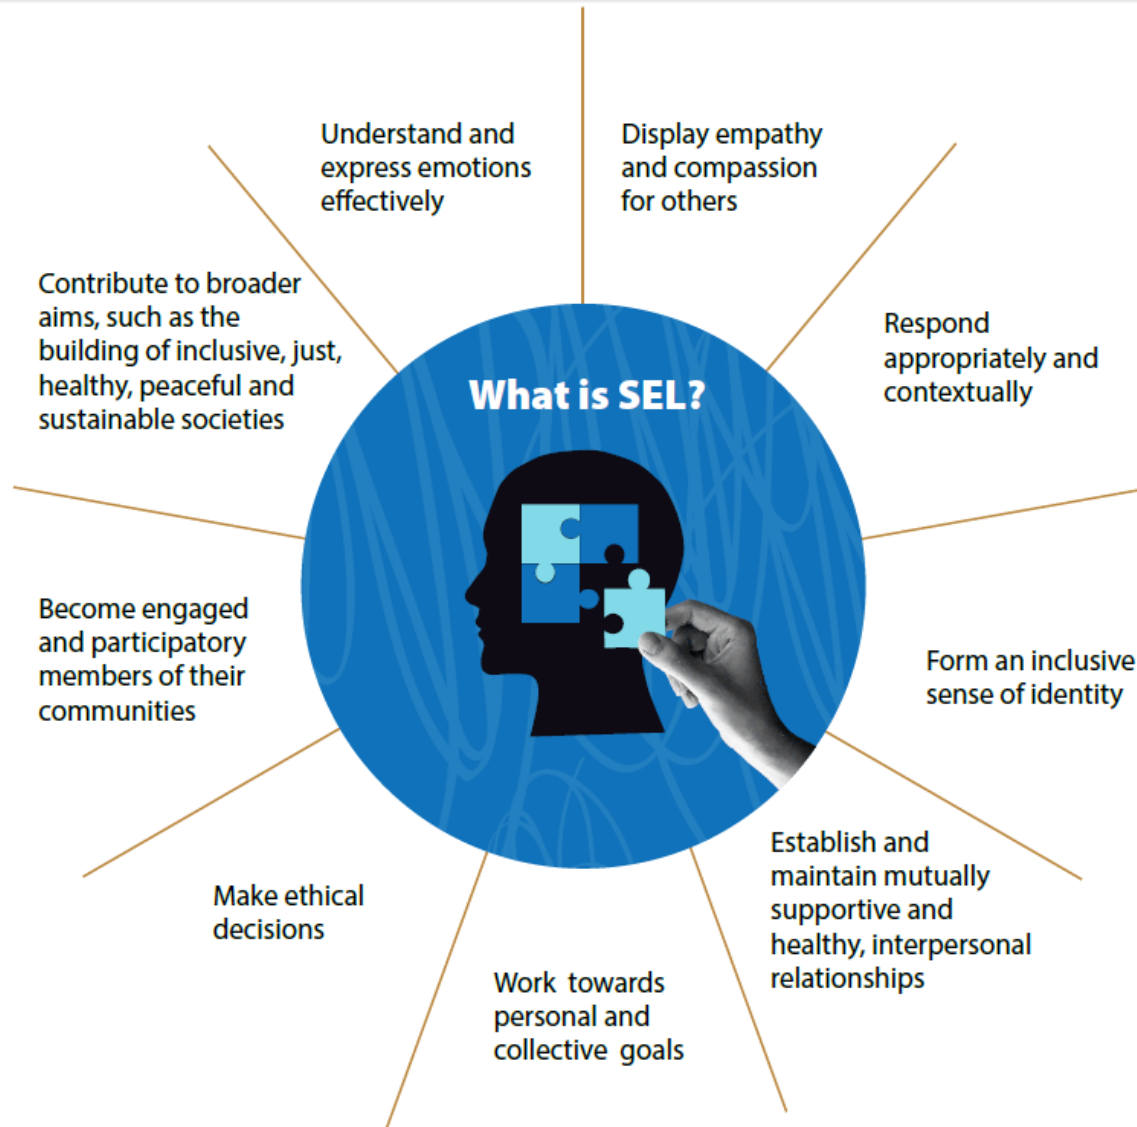 What is SEL?
Understand and
express emotions
effectively
Display empathy
and compassion
for others
Respond
appropriately and
contextually
Form an inclusive
sense of identity
Establish and
maintain mutually
supportive and
healthy, interpersonal
relationships
Work towards
personal and
collective goals
Make ethical
decisions
Become engaged
and participatory
members of their
communities
Contribute to broader
aims, such as the
building of inclusive, just,
healthy, peaceful and
sustainable societies